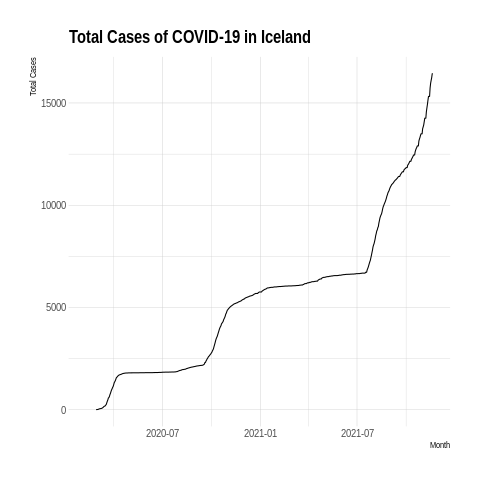 Total Cases of COVID-19 in Iceland
Total Cases
15000
10000
5000
0
2020-07
2021-01
2021-07
Month